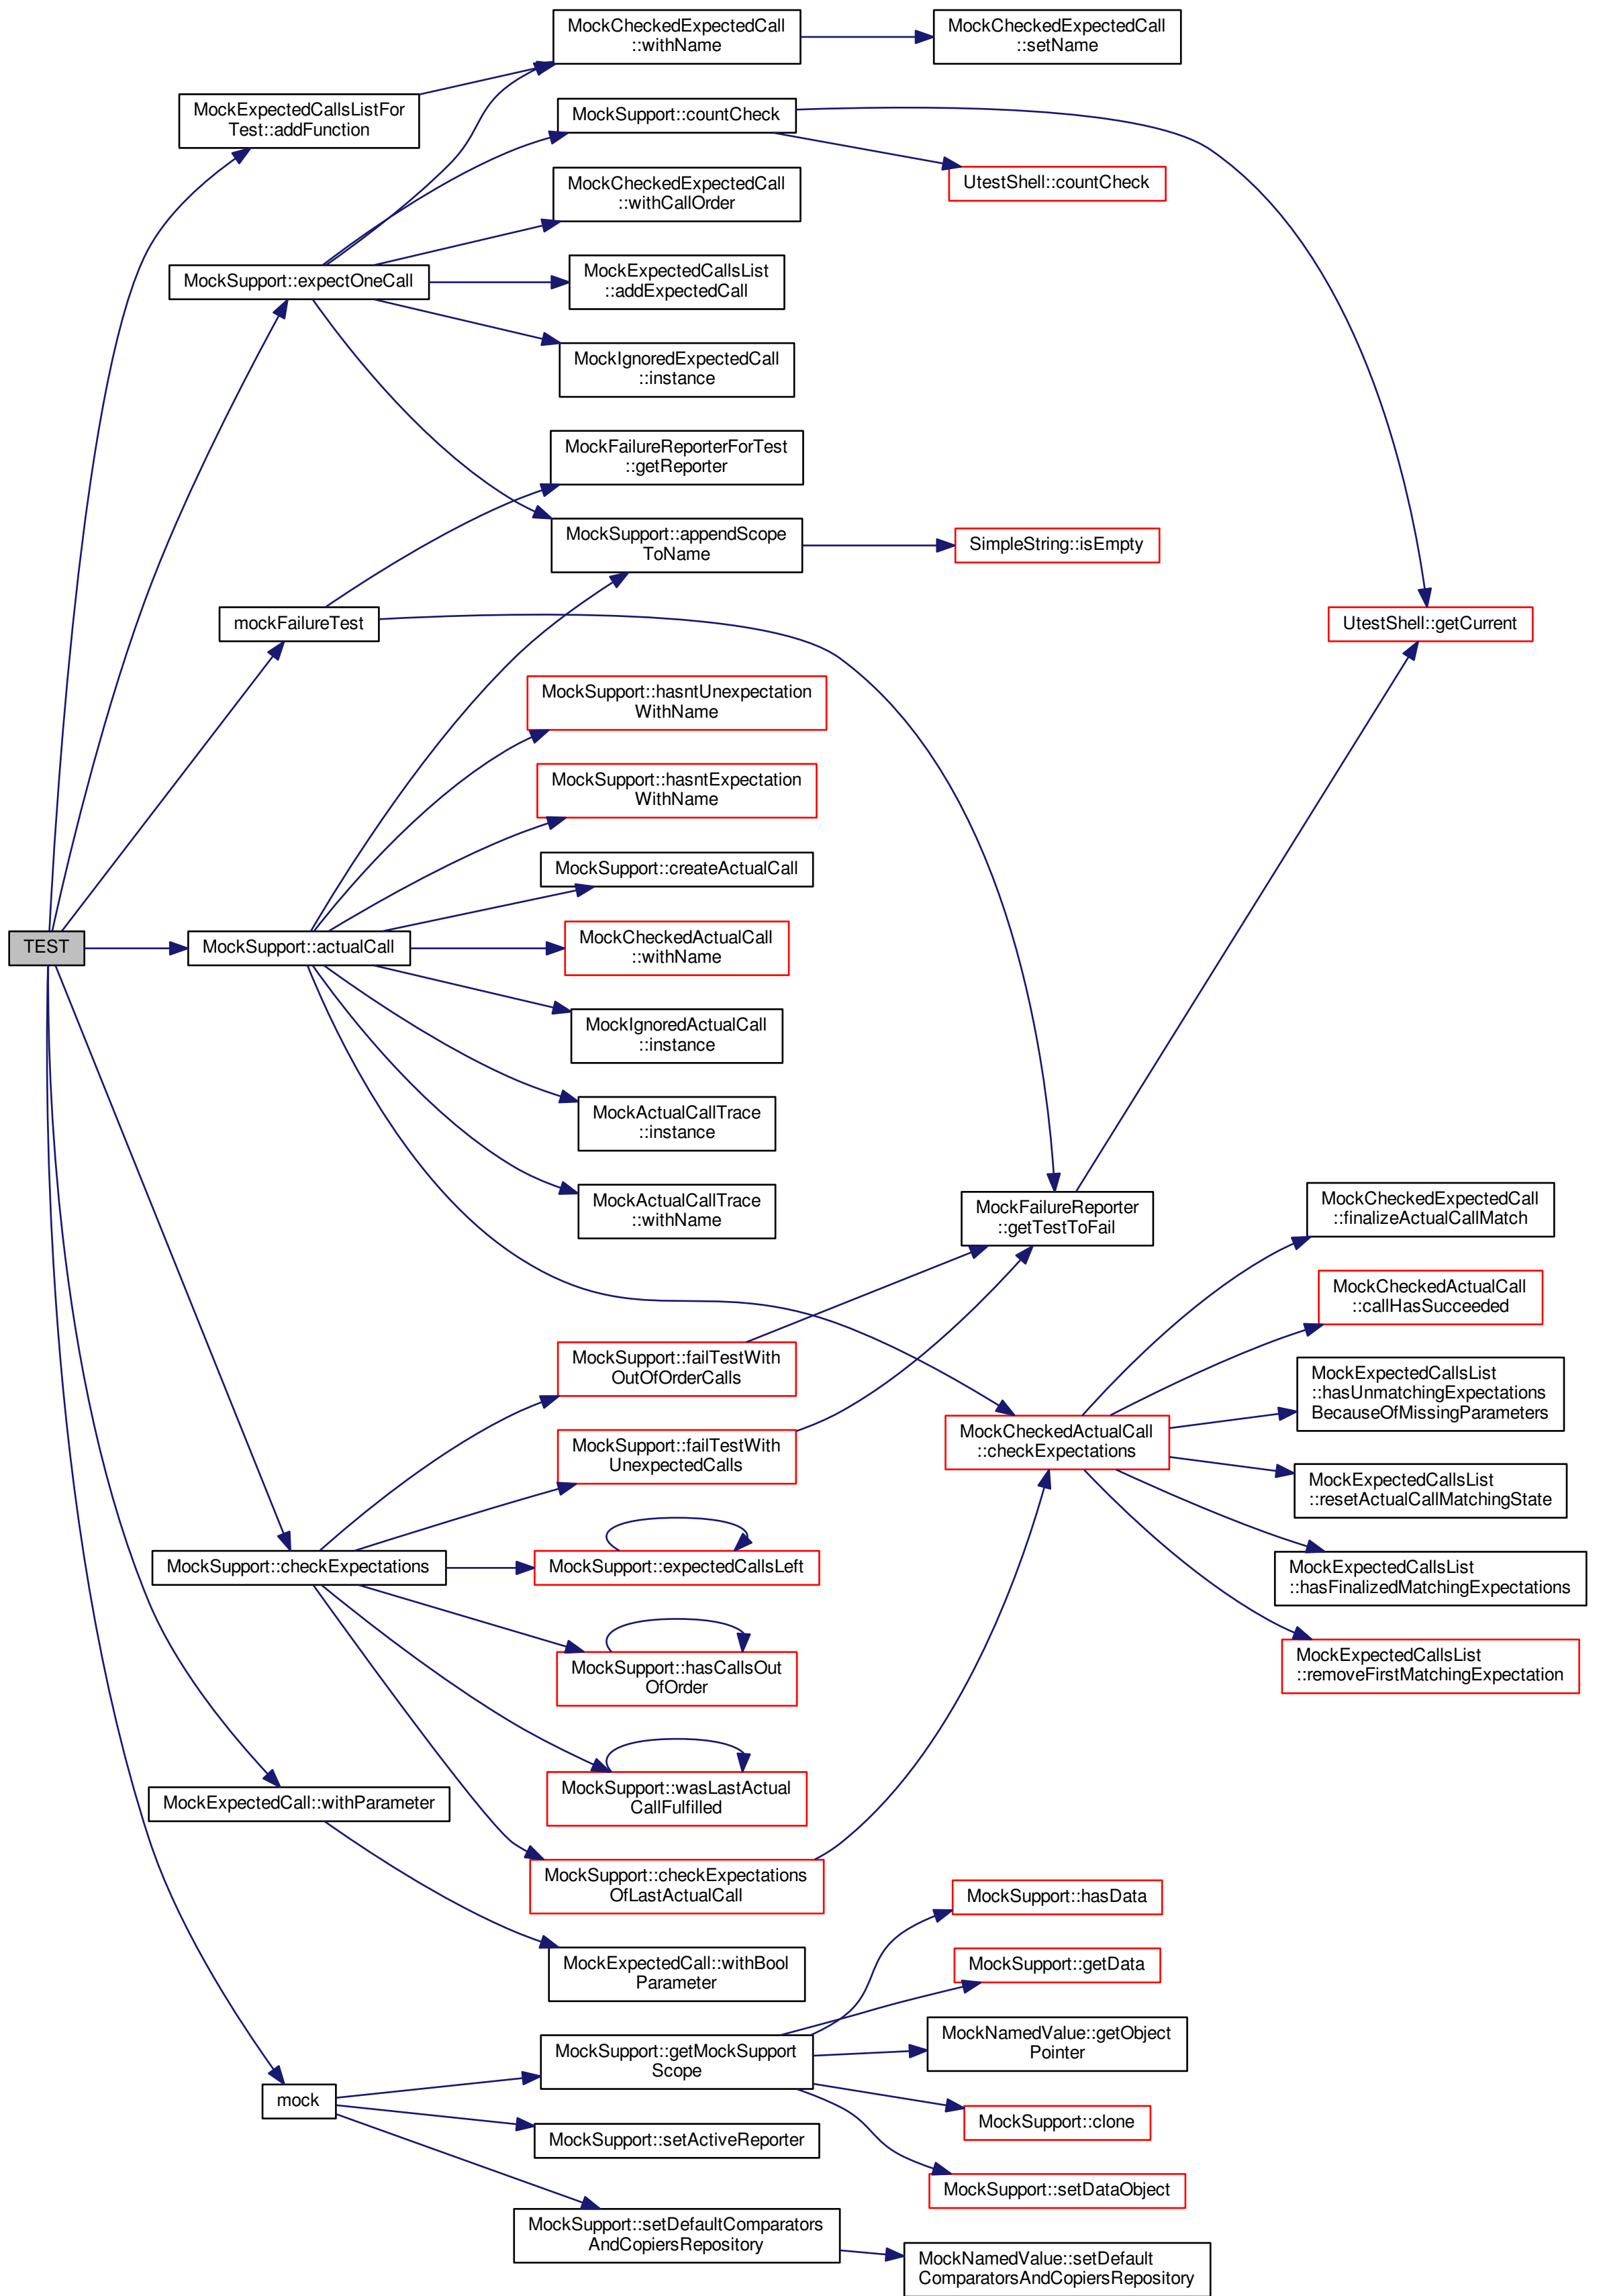 MockCheckedExpectedCall
::withName
MockCheckedExpectedCall
::setName
MockExpectedCallsListFor
Test::addFunction
MockSupport::countCheck
UtestShell::countCheck
MockCheckedExpectedCall
::withCallOrder
MockSupport::expectOneCall
MockExpectedCallsList
::addExpectedCall
MockIgnoredExpectedCall
::instance
MockFailureReporterForTest
::getReporter
MockSupport::appendScope
ToName
SimpleString::isEmpty
mockFailureTest
UtestShell::getCurrent
MockSupport::hasntUnexpectation
WithName
MockSupport::hasntExpectation
WithName
MockSupport::createActualCall
TEST
MockSupport::actualCall
MockCheckedActualCall
::withName
MockIgnoredActualCall
::instance
MockActualCallTrace
::instance
MockActualCallTrace
::withName
MockFailureReporter
::getTestToFail
MockCheckedExpectedCall
::finalizeActualCallMatch
MockCheckedActualCall
::callHasSucceeded
MockSupport::failTestWith
OutOfOrderCalls
MockExpectedCallsList
::hasUnmatchingExpectations
BecauseOfMissingParameters
MockSupport::failTestWith
UnexpectedCalls
MockCheckedActualCall
::checkExpectations
MockExpectedCallsList
::resetActualCallMatchingState
MockSupport::checkExpectations
MockSupport::expectedCallsLeft
MockExpectedCallsList
::hasFinalizedMatchingExpectations
MockSupport::hasCallsOut
OfOrder
MockExpectedCallsList
::removeFirstMatchingExpectation
MockSupport::wasLastActual
CallFulfilled
MockExpectedCall::withParameter
MockSupport::checkExpectations
OfLastActualCall
MockSupport::hasData
MockExpectedCall::withBool
Parameter
MockSupport::getData
MockSupport::getMockSupport
Scope
MockNamedValue::getObject
Pointer
mock
MockSupport::clone
MockSupport::setActiveReporter
MockSupport::setDataObject
MockSupport::setDefaultComparators
AndCopiersRepository
MockNamedValue::setDefault
ComparatorsAndCopiersRepository